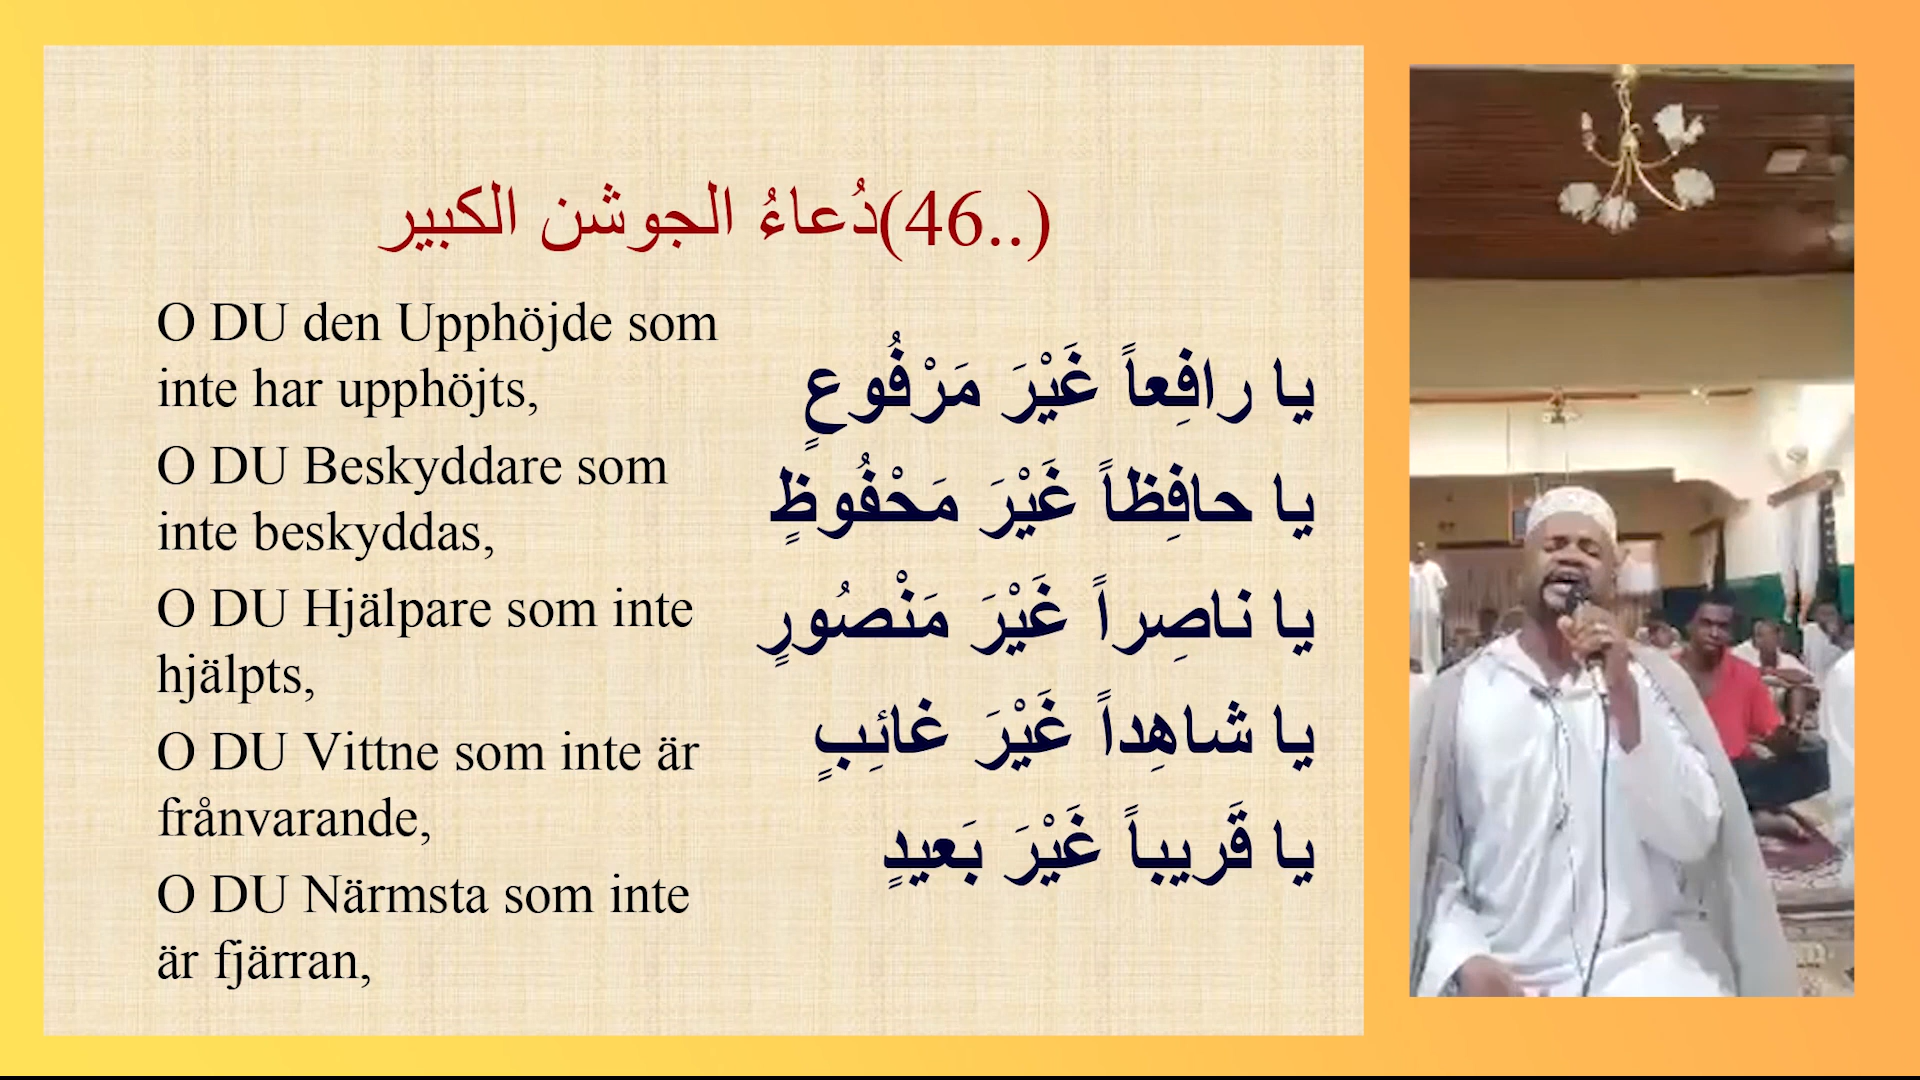 (46..)دُعاءُ الجوشن الكبير
O DU den Upphöjde som
inte har upphöjts,
O DU Beskyddare som
inte beskyddas,
O DU Hjälpare som inte
hjälpts,
O DU Vittne som inte är
frånvarande,
O DU Närmsta som inte
är fjärran,
يا رافِعاً غَيْرَ مَرْفُوعٍ
يا حافِظاً غَيْرَ مَحْفُوظٍ
يا ناصِراً غَيْرَ مَنْصُورٍ
يا شاهِداً غَيْرَ غائِبٍ
يا قَريباً غَيْرَ بَعيدٍ